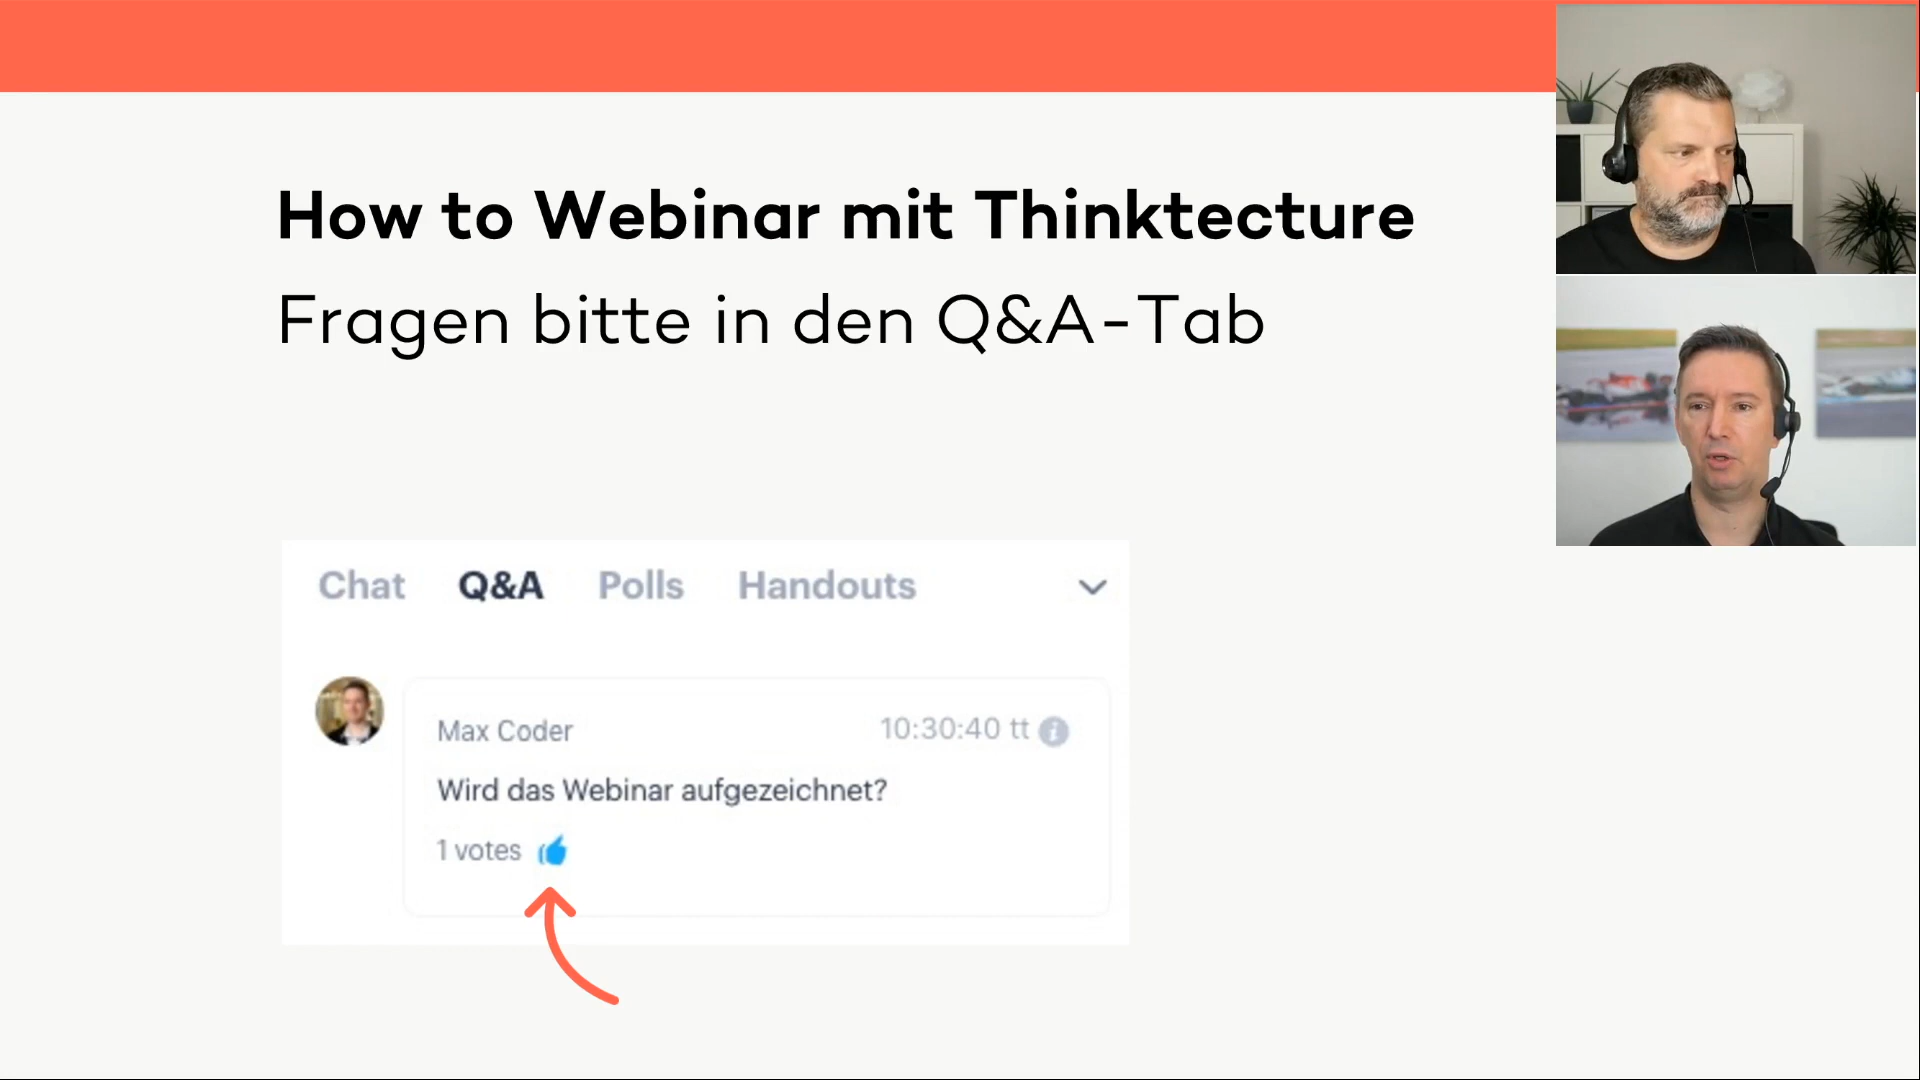 How to Webinar mit Thinktecture
Fragen bitte in den Q&A-Tab
Chat Q&A Polls Handouts
Max Coder 10:30:40 tt i
Wird das Webinar aufgezeichnet?
1 votes